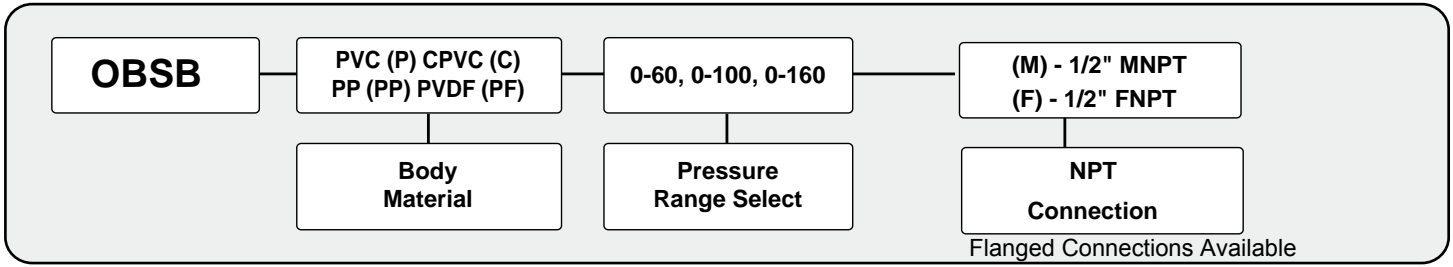 OBSB
PVC (P) CPVC (C)
PP (PP) PVDF (PF)
0-60, 0-100, 0-160
(M) - 1/2" MNPT
(F) - 1/2" FNPT
Body
Material
Pressure
Range Select
NPT
Connection
Flanged Connections Available